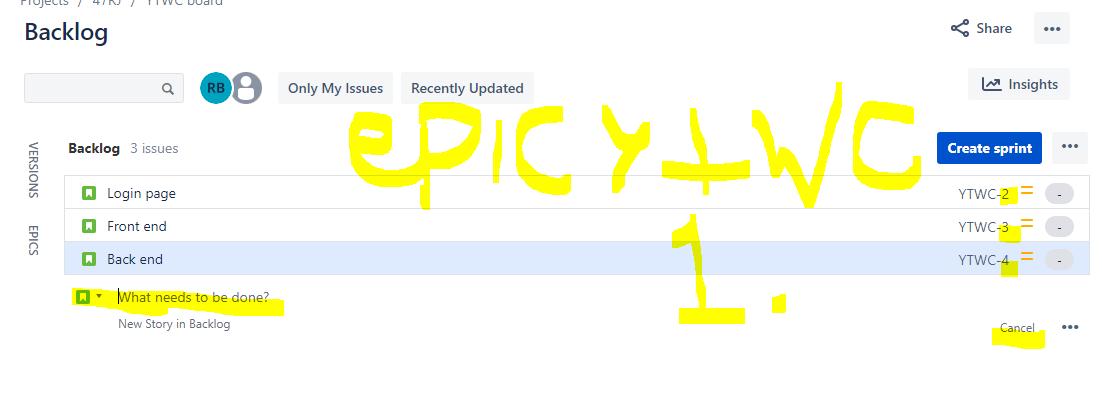 Projects / 47RJ / YTWC board
Backlog
Share
RB
Only My Issues
Recently Updated
Insights
ePIC YTWC
1.
VERSIONS
EPICS
Backlog 3 issues
Create sprint
Login page YTWC-2 -
Front end YTWC-3 -
Back end YTWC-4 -
What needs to be done?
New Story in Backlog
Cancel